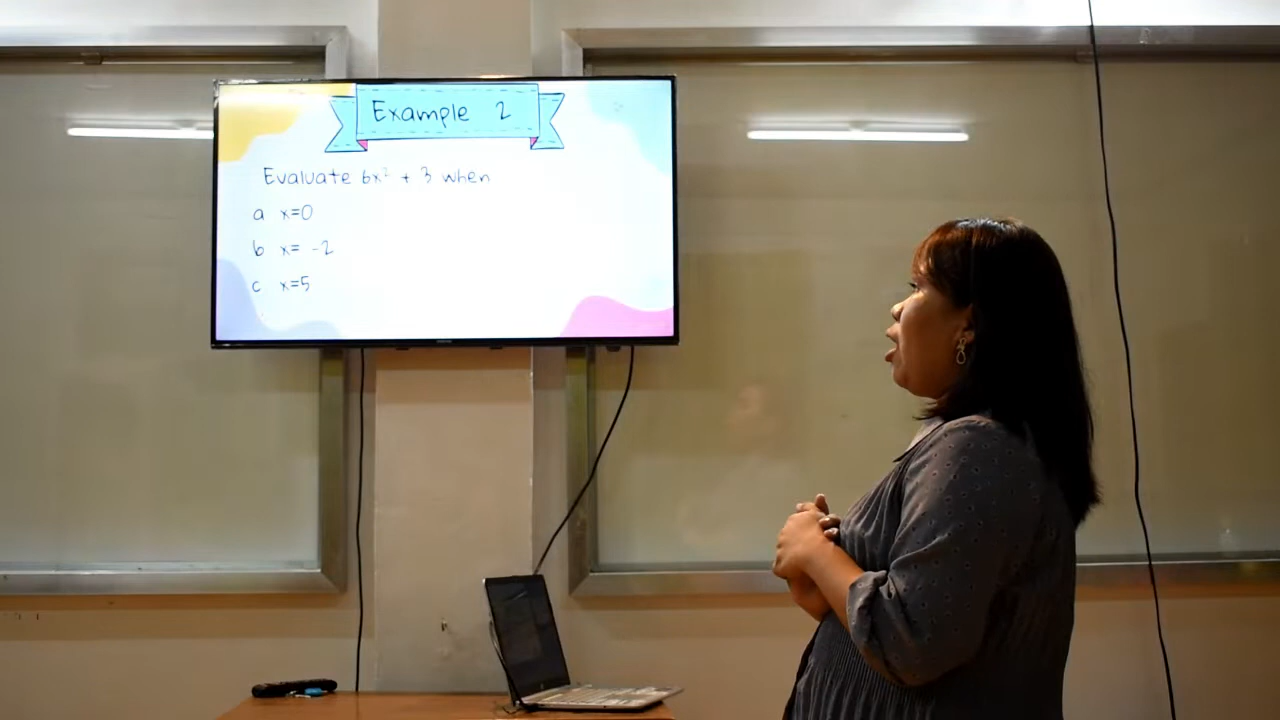 Example 2
Evaluate 6x² + 3 when
a x=0
b x= -2
c x=5